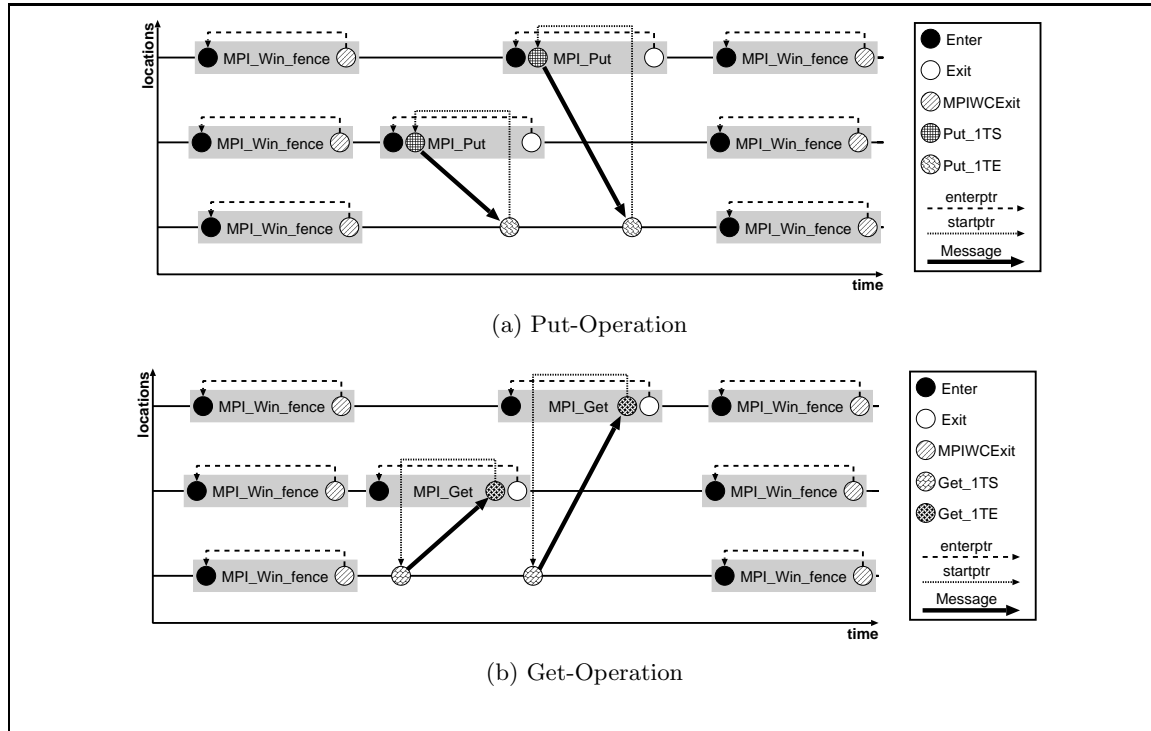 locations
MPI_Win_fence
MPI_Put
MPI_Win_fence
MPI_Win_fence
MPI_Put
MPI_Win_fence
MPI_Win_fence
MPI_Win_fence
time
Enter
Exit
MPIWCExit
Put_1TS
Put_1TE
enterptr
startptr
Message
(a) Put-Operation
locations
MPI_Win_fence
MPI_Get
MPI_Win_fence
MPI_Win_fence
MPI_Get
MPI_Win_fence
MPI_Win_fence
MPI_Win_fence
time
Enter
Exit
MPIWCExit
Get_1TS
Get_1TE
enterptr
startptr
Message
(b) Get-Operation